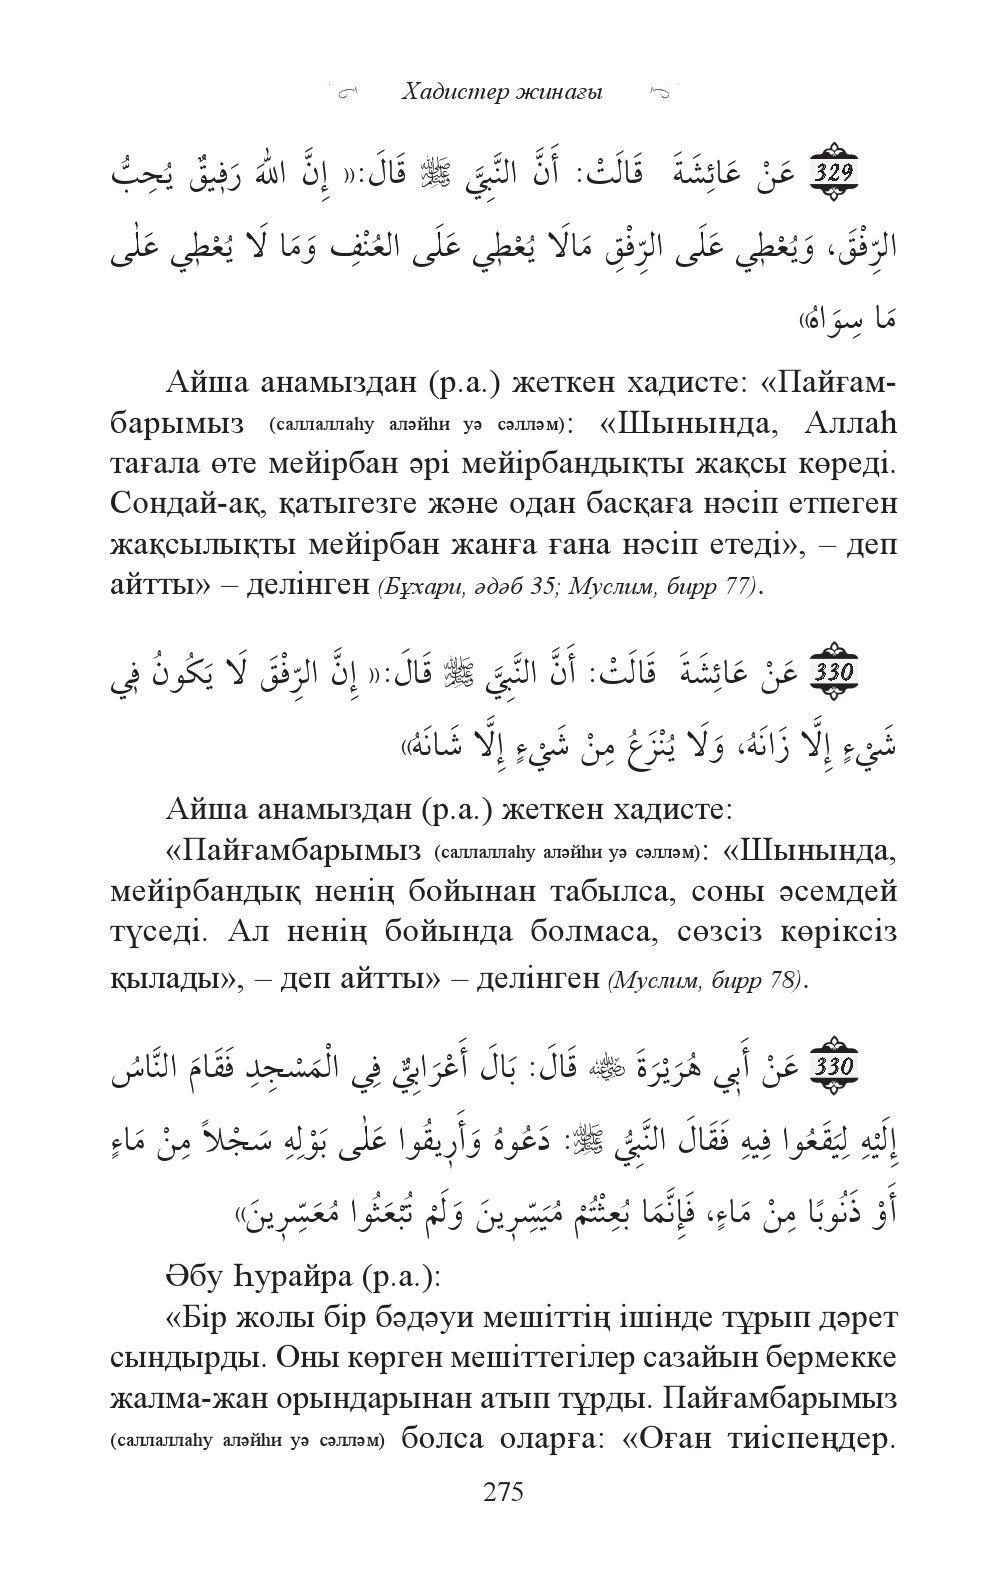 Хадистер жинағы
329 عَنْ عَائِشَةَ قَالَتْ: أَنَّ النَّبِيَّ ﷺ قَالَ:« إِنَّ اللهَ رَفِيقٌ يُحِبُّ
الرِّفْقَ، وَيُعْطِي عَلَى الرِّفْقِ مَالَا يُعْطِي عَلَى العُنْفِ وَمَا لَا يُعْطِي عَلٰى
مَا سِوَاهُ»
Айша анамыздан (р.а.) жеткен хадисте: «Пайғам-
барымыз (саллаллаһу аләйһи уә сәлләм): «Шынында, Аллаһ
тағала өте мейірбан әрі мейірбандықты жақсы көреді.
Сондай-ақ, қатыгезге және одан басқаға нәсіп етпеген
жақсылықты мейірбан жанға ғана нәсіп етеді», – деп
айтты» – делінген (Бұхари, әдәб 35; Муслим, бирр 77).
330 عَنْ عَائِشَةَ قَالَتْ: أَنَّ النَّبِيَّ ﷺ قَالَ:« إِنَّ الرِّفْقَ لَا يَكُونُ فِي
شَيْءٍ إِلَّا زَانَهُ، وَلَا يُنْزَعُ مِنْ شَيْءٍ إِلَّا شَانَهُ»
Айша анамыздан (р.а.) жеткен хадисте:
«Пайғамбарымыз (саллаллаһу аләйһи уә сәлләм): «Шынында,
мейірбандық ненің бойынан табылса, соны әсемдей
түседі. Ал ненің бойында болмаса, сөзсіз көріксіз
қылады», – деп айтты» – делінген (Муслим, бирр 78).
330 عَنْ أَبِي هُرَيْرَةَ رضي الله عنه قَالَ: بَالَ أَعْرَابِيٌّ فِي الْمَسْجِدِ فَقَامَ النَّاسُ
إِلَيْهِ لِيَقَعُوا فِيهِ فَقَالَ النَّبِيُّ ﷺ: دَعُوهُ وَأَرِيقُوا عَلٰى بَوْلِهِ سَجْلاً مِنْ مَاءٍ
أَوْ ذَنُوبًا مِنْ مَاءٍ، فَإِنَّمَا بُعِثْتُمْ مُيَسِّرِينَ وَلَمْ تُبْعَثُوا مُعَسِّرِينَ»
Әбу Һурайра (р.а.):
«Бір жолы бір бәдәуи мешіттің ішінде тұрып дәрет
сындырды. Оны көрген мешіттегілер сазайын бермекке
жалма-жан орындарынан атып тұрды. Пайғамбарымыз
(саллаллаһу аләйһи уә сәлләм) болса оларға: «Оған тиіспеңдер.
275